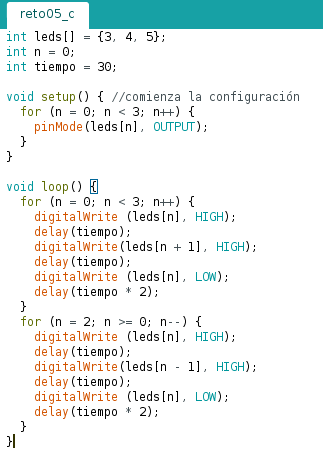 reto05_c
int leds[] = {3, 4, 5};
int n = 0;
int tiempo = 30;

void setup() { //comienza la configuración
  for (n = 0; n < 3; n++) {
    pinMode(leds[n], OUTPUT);
  }
}

void loop() {
  for (n = 0; n < 3; n++) {
    digitalWrite (leds[n], HIGH);
    delay(tiempo);
    digitalWrite(leds[n + 1], HIGH);
    delay(tiempo);
    digitalWrite (leds[n], LOW);
    delay(tiempo * 2);
  }
  for (n = 2; n >= 0; n--) {
    digitalWrite (leds[n], HIGH);
    delay(tiempo);
    digitalWrite(leds[n - 1], HIGH);
    delay(tiempo);
    digitalWrite (leds[n], LOW);
    delay(tiempo * 2);
  }
}